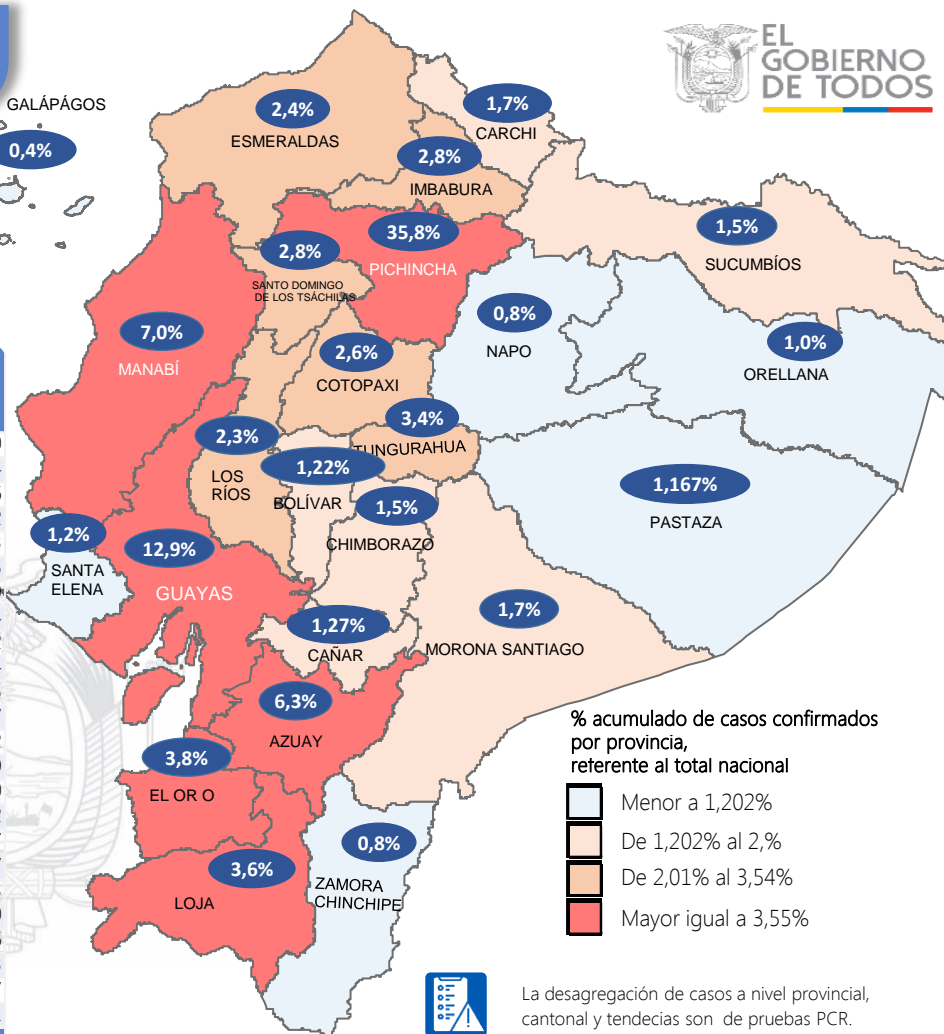 EL
GOBIERNO
DE TODOS
GALÁPÁGOS
0,4%
2,4%
ESMERALDAS
1,7%
CARCHI
2,8%
IMBABURA
35,8%
PICHINCHA
1,5%
SUCUMBÍOS
2,8%
SANTO DOMINGO
DE LOS TSÁCHILAS
7,0%
MANABÍ
0,8%
NAPO
1,0%
ORELLANA
2,6%
COTOPAXI
3,4%
TUNGURAHUA
2,3%
LOS
RÍOS
1,22%
BOLÍVAR
1,5%
CHIMBORAZO
1,167%
PASTAZA
1,2%
SANTA
ELENA
12,9%
GUAYAS
1,27%
CAÑAR
1,7%
MORONA SANTIAGO
6,3%
AZUAY
3,8%
EL OR O
3,6%
LOJA
0,8%
ZAMORA
CHINCHIPE
% acumulado de casos confirmados
por provincia,
referente al total nacional
Menor a 1,202%
De 1,202% al 2,%
De 2,01% al 3,54%
Mayor igual a 3,55%
La desagregación de casos a nivel provincial,
cantonal y tendecias son de pruebas PCR.